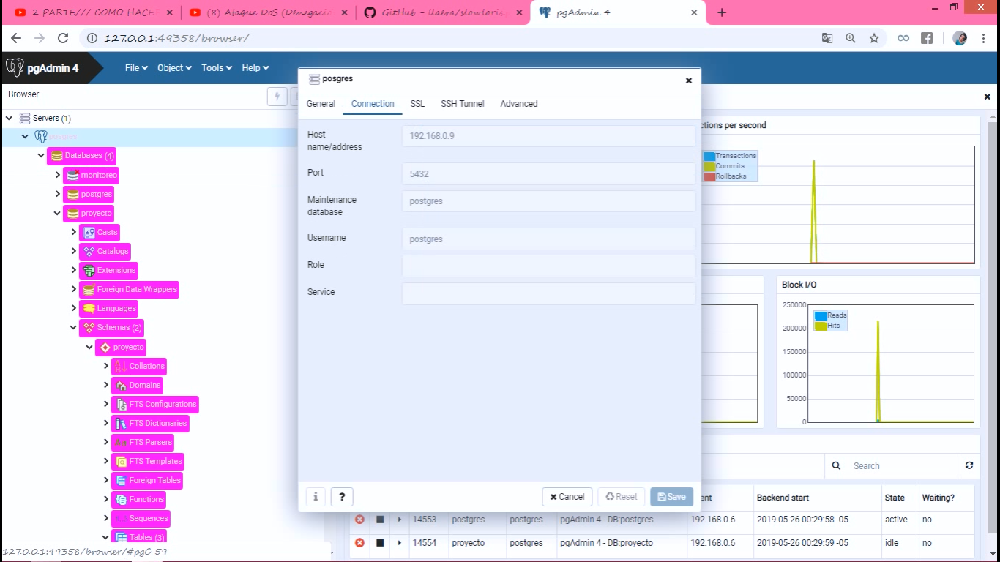 2 PARTE/// COMO HACE
(8) Ataque DoS (Denegació
GitHub - llaera/slowloris
pgAdmin 4
127.0.0.1:49358/browser/
pgAdmin 4
File
Object
Tools
Help
Browser
Servers (1)
posgres
Databases (4)
monitoreo
postgres
proyecto
Casts
Catalogs
Extensions
Foreign Data Wrappers
Languages
Schemas (2)
proyecto
Collations
Domains
FTS Configurations
FTS Dictionaries
FTS Parsers
FTS Templates
Foreign Tables
Functions
Sequences
Tables (3)
127.0.0.1:49358/browser/#pgC_59
posgres
General Connection SSL SSH Tunnel Advanced
Host name/address
192.168.0.9
Port
5432
Maintenance database
postgres
Username
postgres
Role
Service
i
?
Cancel
Reset
Save
ctions per second
Transactions
Commits
Rollbacks
Block I/O
250000
200000
150000
100000
50000
0
Reads
Hits
Search
ent Backend start State Waiting?
14553 postgres postgres pgAdmin 4 - DB:postgres 192.168.0.6 2019-05-26 00:29:58 -05 active no
14554 proyecto postgres pgAdmin 4 - DB:proyecto 192.168.0.6 2019-05-26 00:29:59 -05 idle no